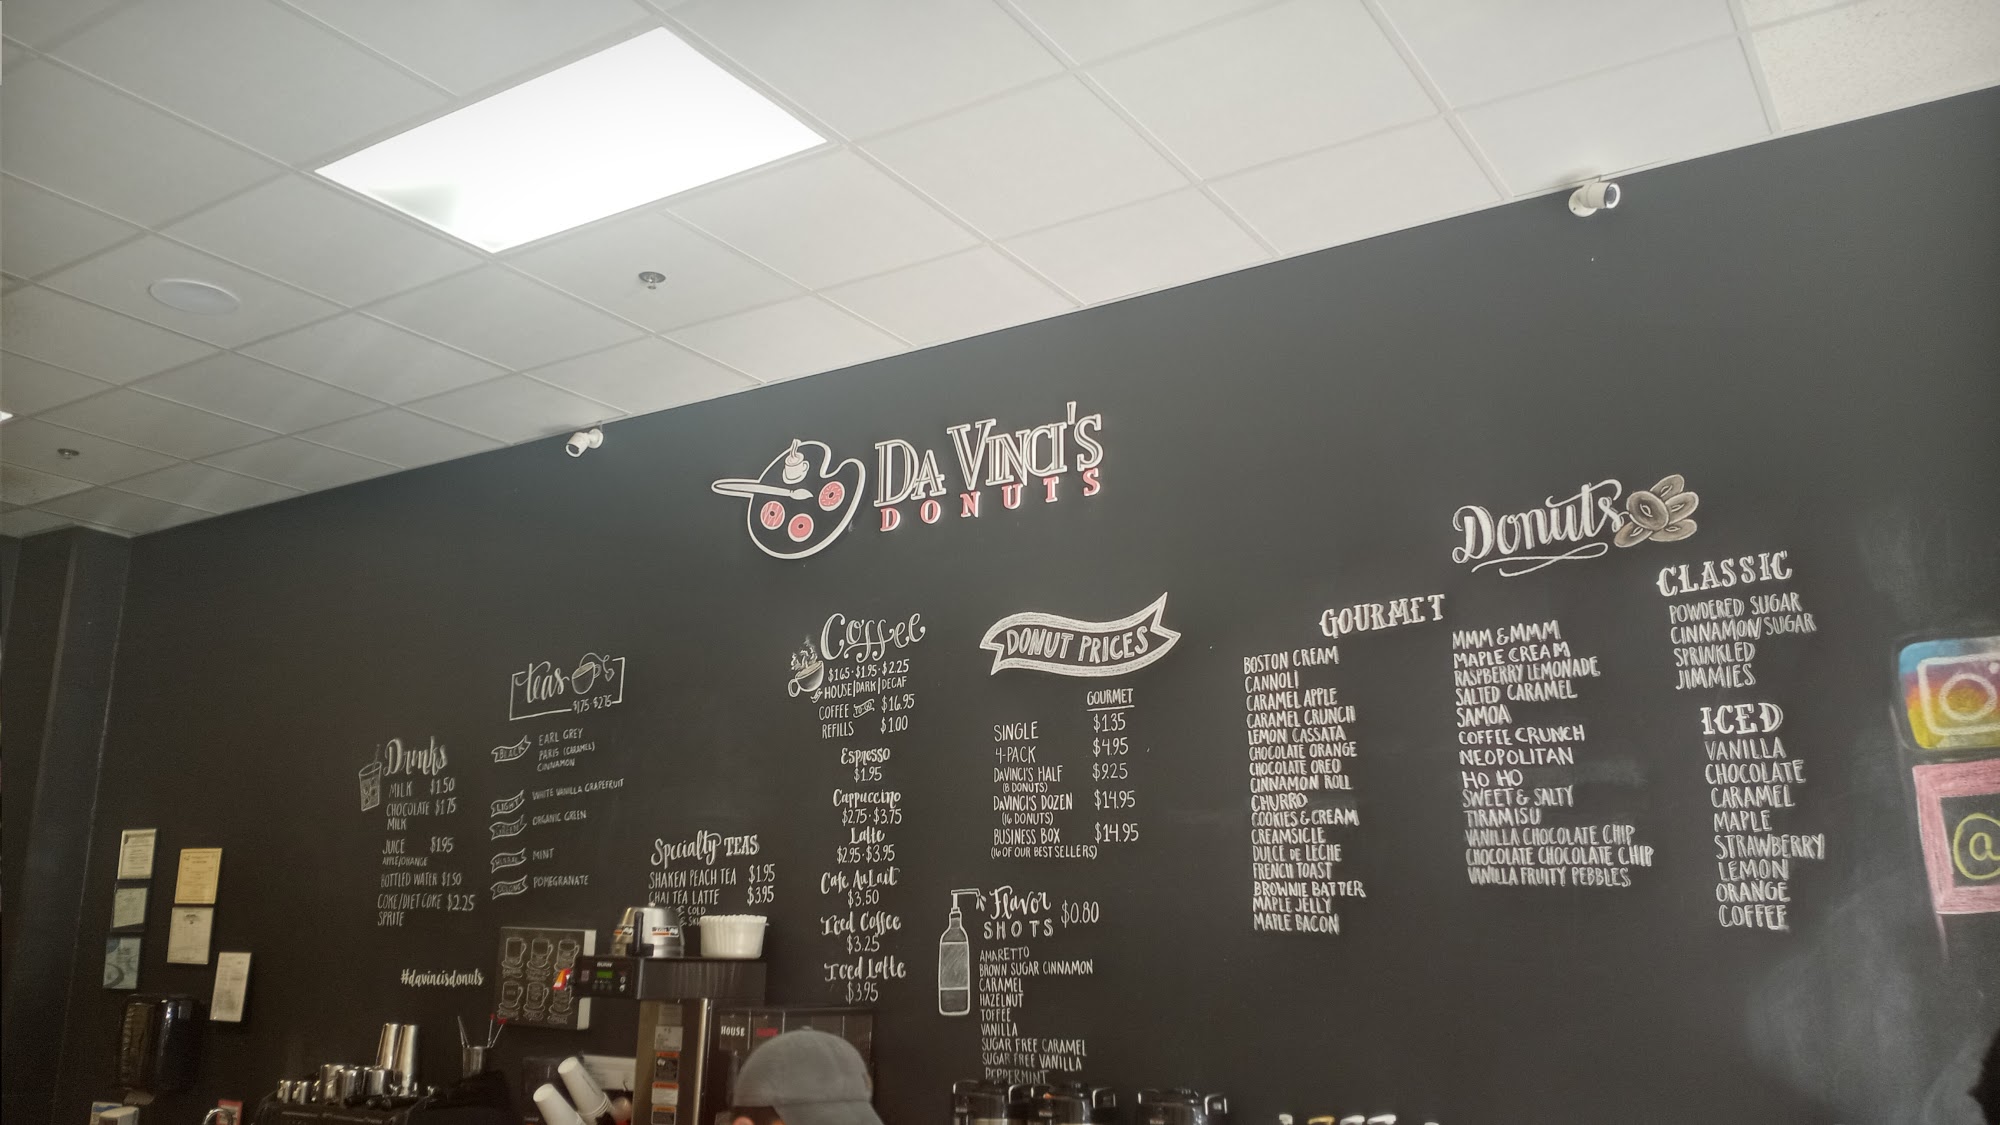 DA VINCI'S
DONUTS
Drinks
MILK $1.50
CHOCOLATE $1.75
MILK
JUICE $1.95
APPLE/ORANGE
BOTTLED WATER $1.50
COKE/DIET COKE $2.25
SPRITE
#davincisdonuts
teas
$1.75 $2.75
BLACK
EARL GREY
PARIS (CARAMEL)
CINNAMON
LIGHT WHITE VANILLA GRAPEFRUIT
GREEN ORGANIC GREEN
HERBAL MINT
POMEGRANATE
Specialty TEAS
SHAKEN PEACH TEA $1.95
CHAI TEA LATTE $3.95
COLD
Coffee
$1.65 · $1.95 · $2.25
HOUSE|DARK|DECAF
COFFEE TO GO $16.95
REFILLS $1.00
Espresso
$1.95
Cappuccino
$2.75 · $3.75
Latte
$2.95 · $3.95
Cafe Au Lait
$3.50
Iced Coffee
$3.25
Iced Latte
$3.95
HOUSE
DONUT PRICES
GOURMET
SINGLE $1.35
4-PACK $4.95
DAVINCI'S HALF $9.25
(8 DONUTS)
DAVINCI'S DOZEN $14.95
(16 DONUTS)
BUSINESS BOX $14.95
(16 OF OUR BEST SELLERS)
Flavor
SHOTS $0.80
AMARETTO
BROWN SUGAR CINNAMON
CARAMEL
HAZELNUT
TOFFEE
VANILLA
SUGAR FREE CARAMEL
SUGAR FREE VANILLA
PEPPERMINT
Donuts
GOURMET
BOSTON CREAM
CANNOLI
CARAMEL APPLE
CARAMEL CRUNCH
LEMON CASSATA
CHOCOLATE ORANGE
CHOCOLATE OREO
CINNAMON ROLL
CHURRO
COOKIES & CREAM
CREAMSICLE
DULCE DE LECHE
FRENCH TOAST
BROWNIE BATTER
MAPLE JELLY
MAPLE BACON
MMM & MMM
MAPLE CREAM
RASPBERRY LEMONADE
SALTED CARAMEL
SAMOA
COFFEE CRUNCH
NEOPOLITAN
HO HO
SWEET & SALTY
TIRAMISU
VANILLA CHOCOLATE CHIP
CHOCOLATE CHOCOLATE CHIP
VANILLA FRUITY PEBBLES
CLASSIC
POWDERED SUGAR
CINNAMON/SUGAR
SPRINKLED
JIMMIES
ICED
VANILLA
CHOCOLATE
CARAMEL
MAPLE
STRAWBERRY
LEMON
ORANGE
COFFEE
@